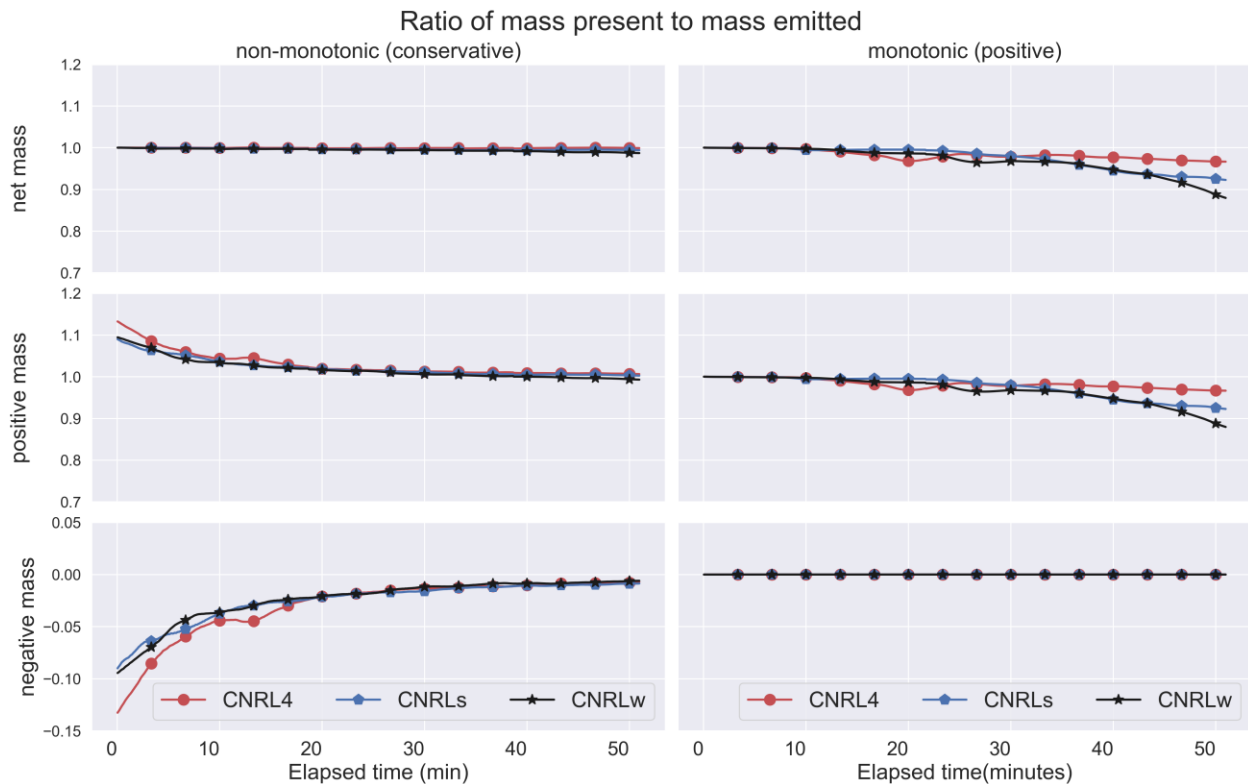 Ratio of mass present to mass emitted
non-monotonic (conservative)
monotonic (positive)
net mass
1.2
1.1
1.0
0.9
0.8
0.7
positive mass
1.2
1.1
1.0
0.9
0.8
0.7
negative mass
0.05
0.00
−0.05
−0.10
−0.15
CNRL4 CNRLs CNRLw
CNRL4 CNRLs CNRLw
0 10 20 30 40 50
0 10 20 30 40 50
Elapsed time (min)
Elapsed time(minutes)